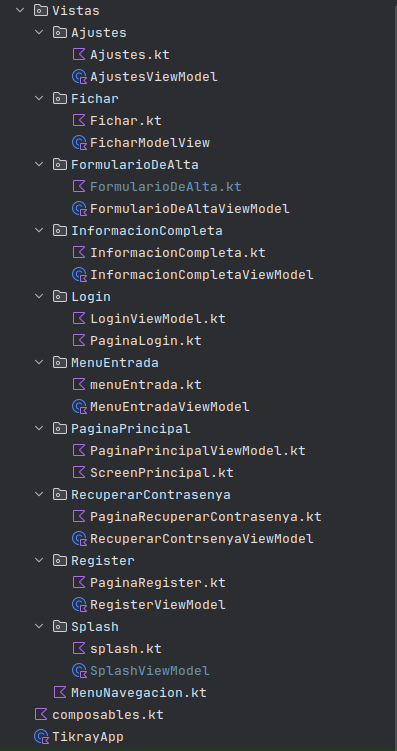 Vistas
Ajustes
Ajustes.kt
AjustesViewModel
Fichar
Fichar.kt
FicharModelView
FormularioDeAlta
FormularioDeAlta.kt
FormularioDeAltaViewModel
InformacionCompleta
InformacionCompleta.kt
InformacionCompletaViewModel
Login
LoginViewModel.kt
PaginaLogin.kt
MenuEntrada
menuEntrada.kt
MenuEntradaViewModel
PaginaPrincipal
PaginaPrincipalViewModel.kt
ScreenPrincipal.kt
RecuperarContrasenya
PaginaRecuperarContrasenya.kt
RecuperarContrsenyaViewModel
Register
PaginaRegister.kt
RegisterViewModel
Splash
splash.kt
SplashViewModel
MenuNavegacion.kt
composables.kt
TikrayApp